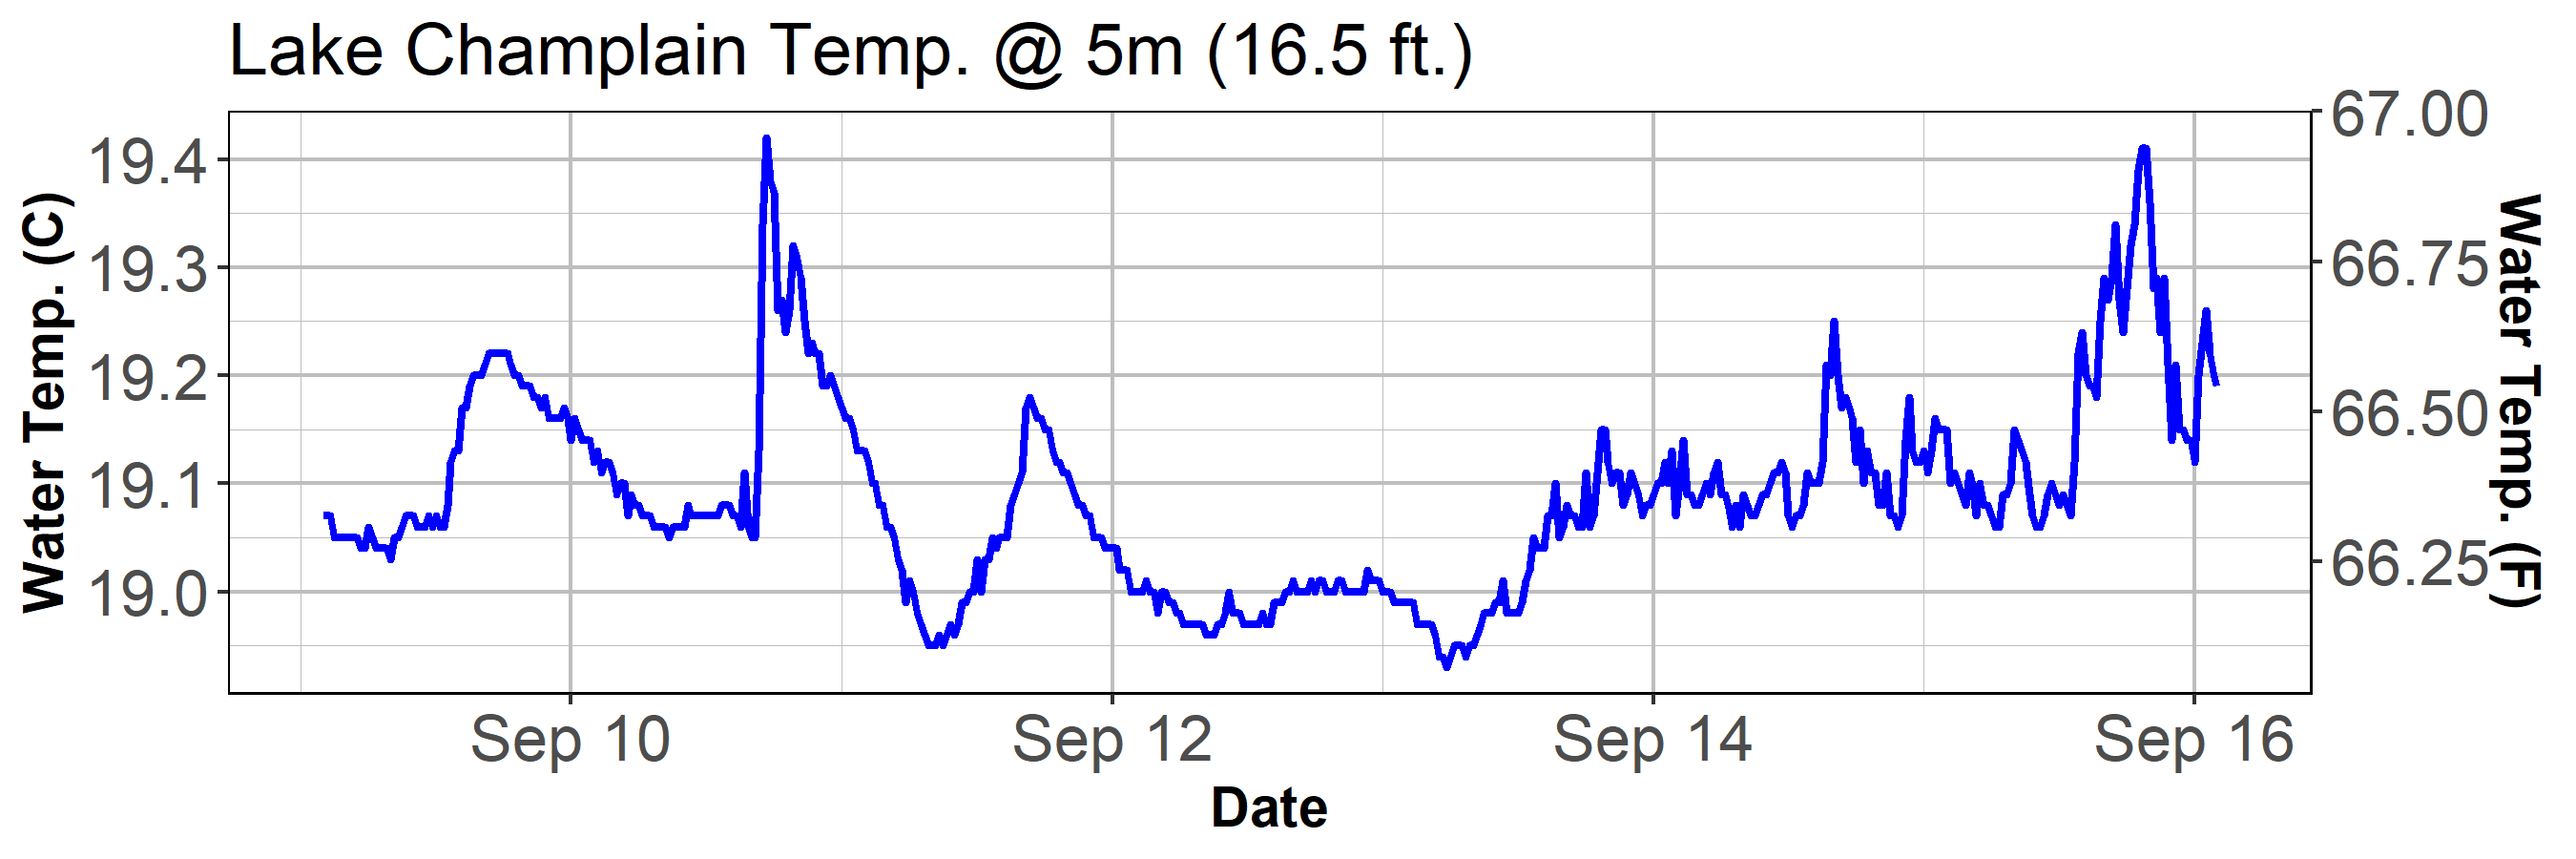 Lake Champlain Temp. @ 5m (16.5 ft.)
Water Temp. (C)
19.4
19.3
19.2
19.1
19.0
67.00
66.75
66.50
66.25
Water Temp. (F)
Sep 10
Sep 12
Sep 14
Sep 16
Date